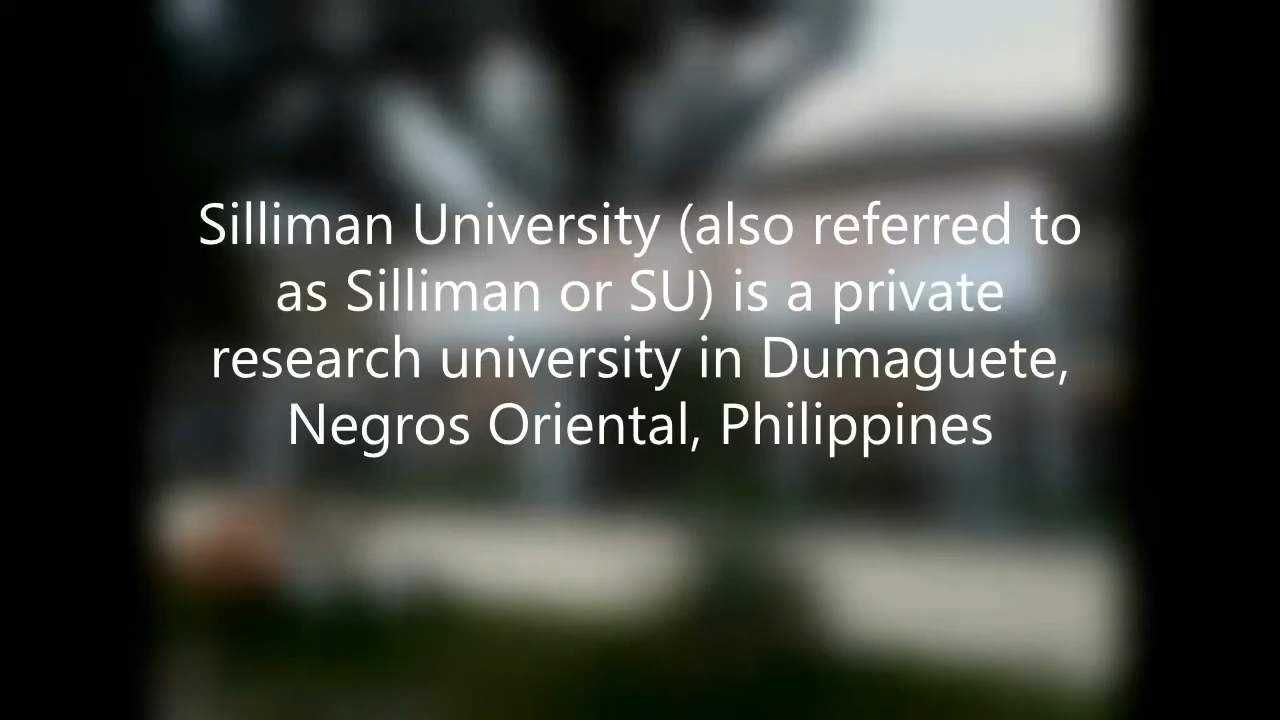 Silliman University (also referred to
as Silliman or SU) is a private
research university in Dumaguete,
Negros Oriental, Philippines